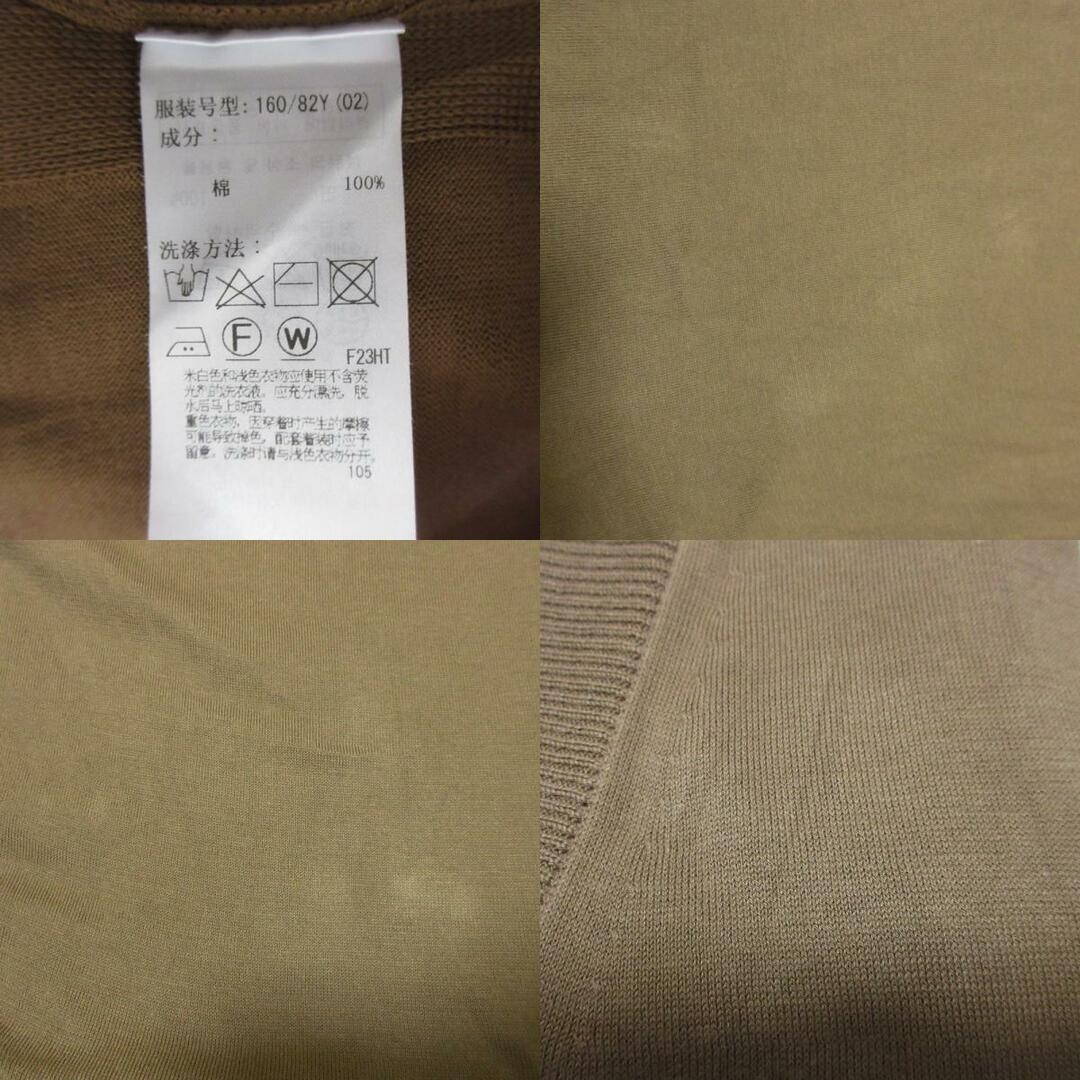 服装号型: 160/82Y (02)
成分:
棉 100%
洗涤方法:
F W
F23HT
米白色和浅色衣物应使用不含荧
光剂的洗衣液。应充分漂洗，脱
水后马上晾晒。
重色衣物，因穿着时产生的摩擦
可能导致掉色，配套着装时应予
留意。洗涤时请与浅色衣物分开。
105